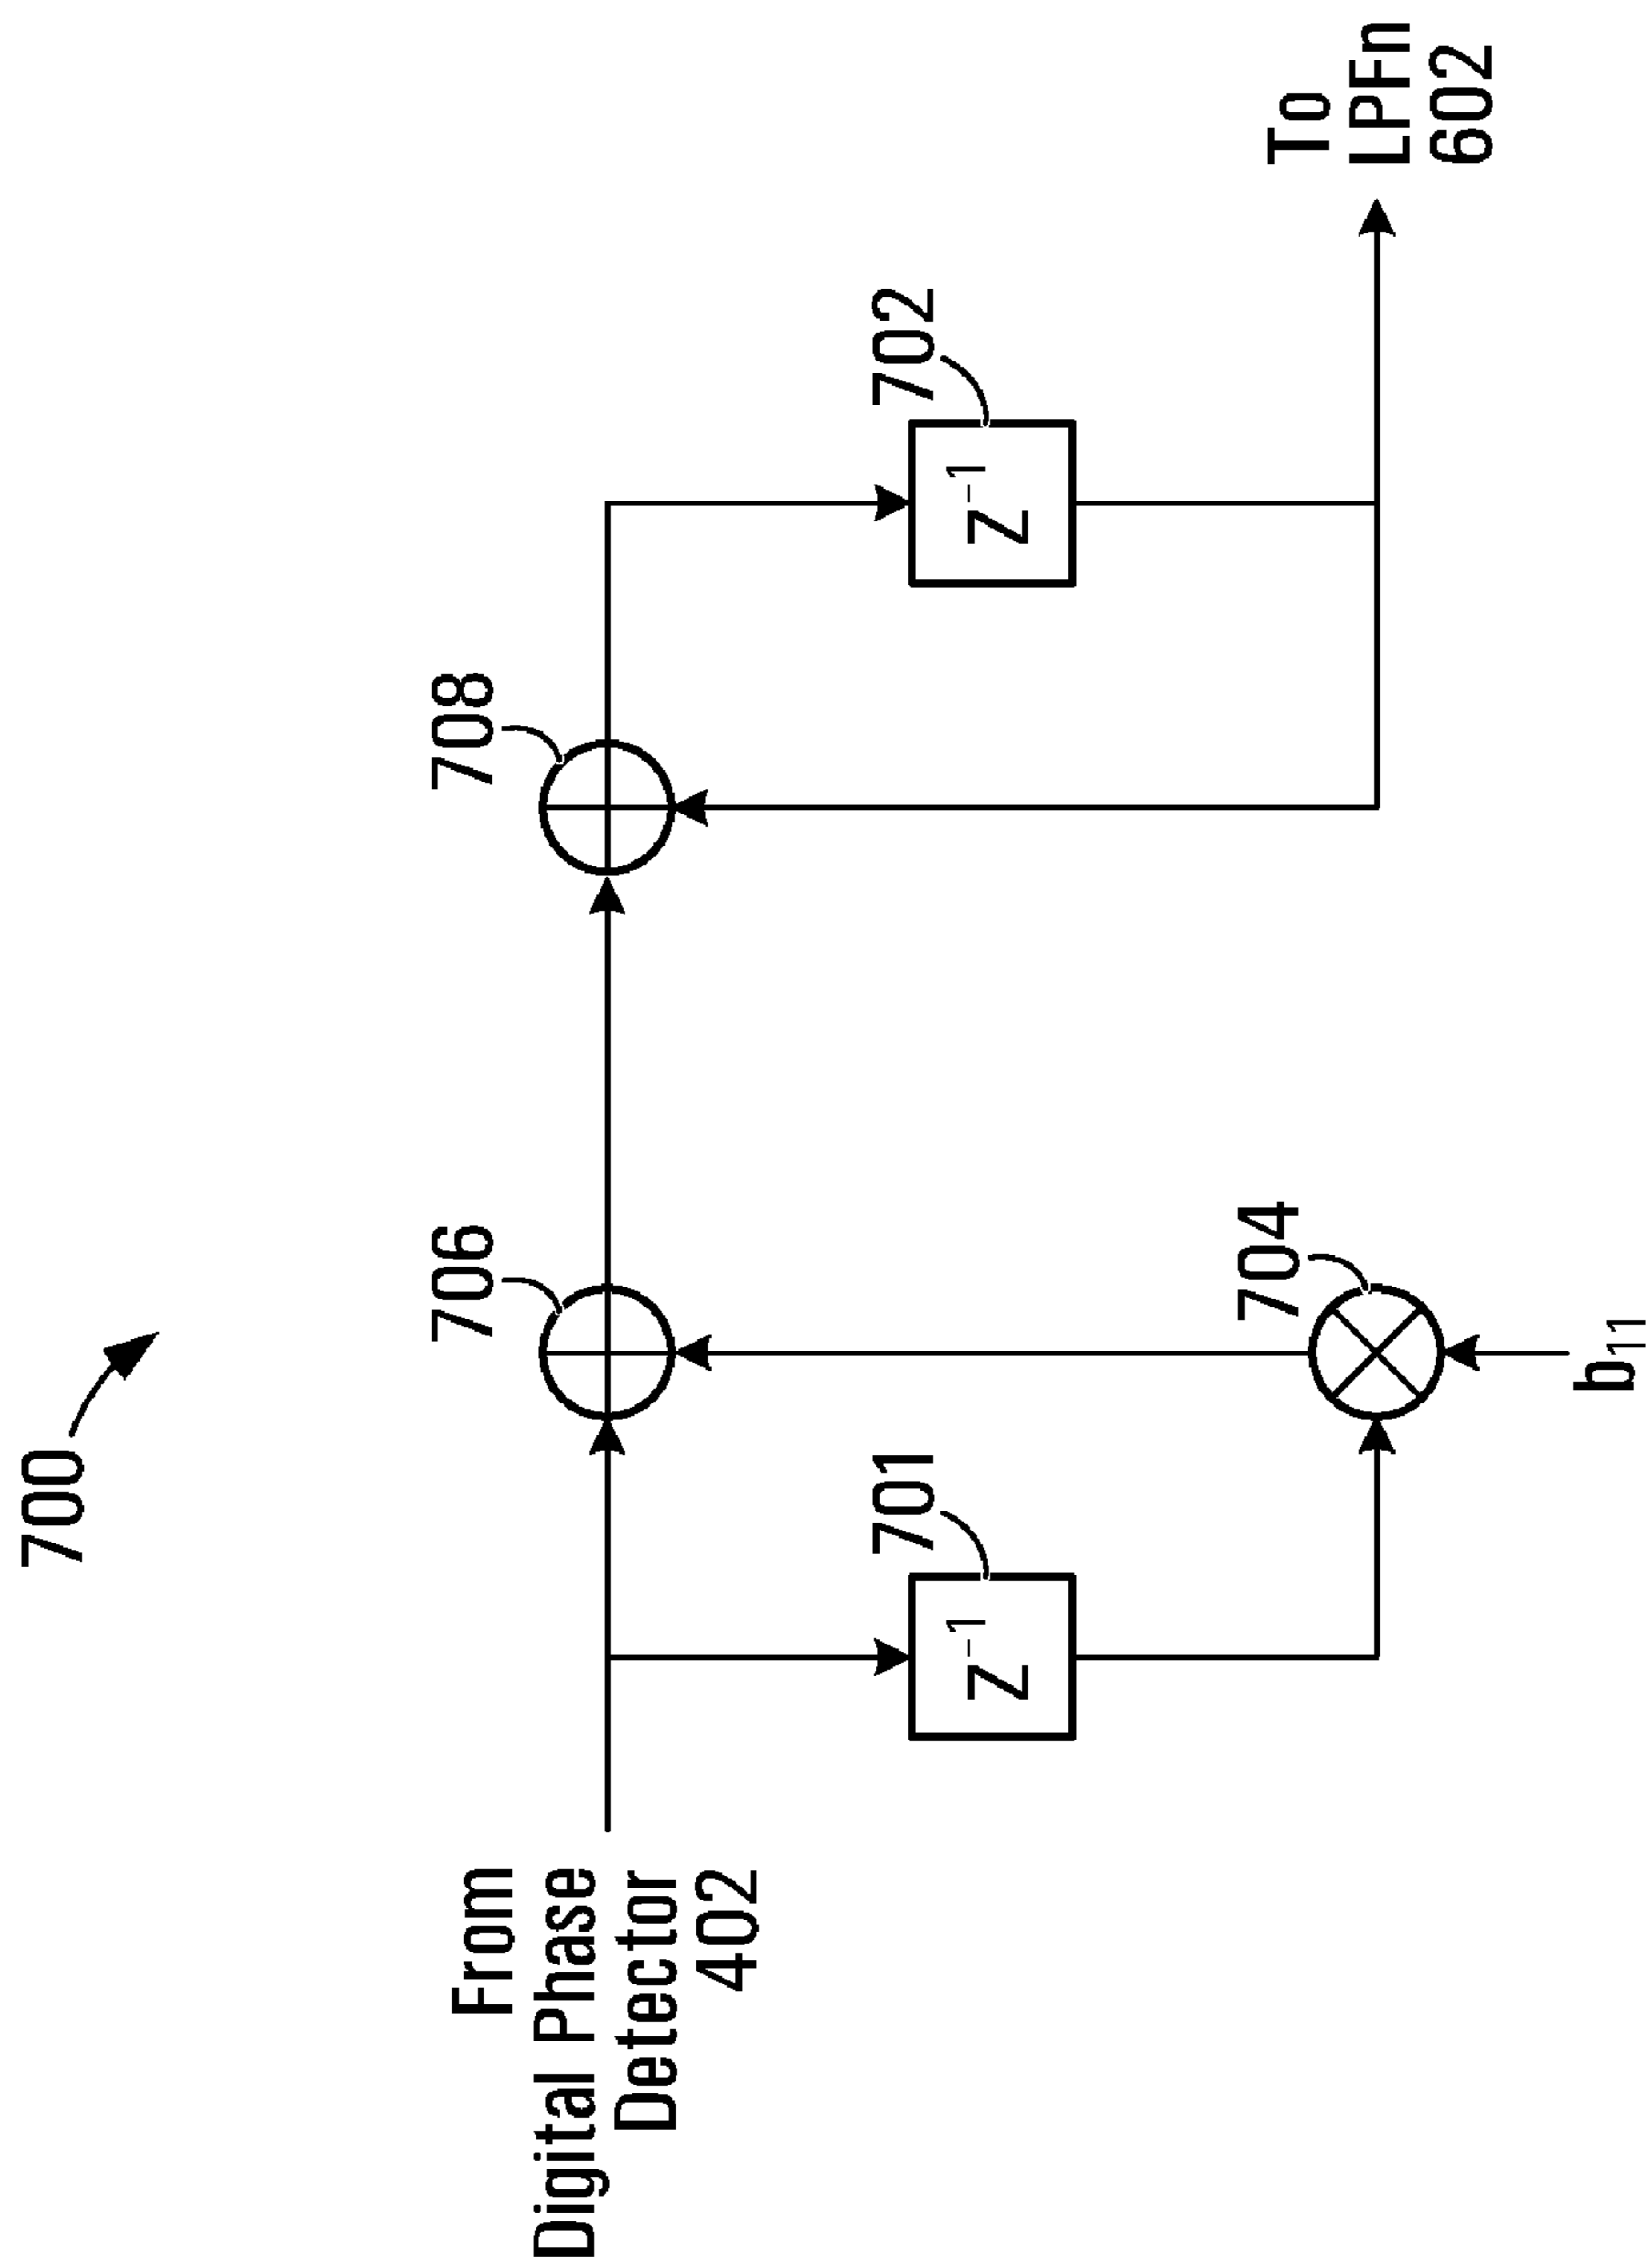 700
From
Digital Phase
Detector
402
706
708
701
Z⁻¹
702
Z⁻¹
704
b₁₁
To
LPFn
602